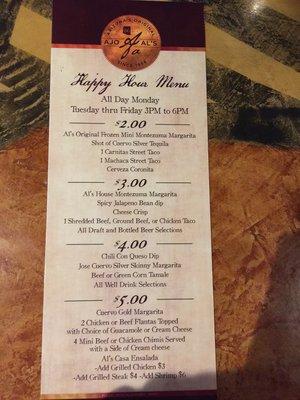 ARIZONA'S ORIGINAL
AJO AL'S
SINCE 1986
Happy Hour Menu
All Day Monday
Tuesday thru Friday 3PM to 6PM
$2.00
Al's Original Frozen Mini Montezuma Margarita
Shot of Cuervo Silver Tequila
1 Carnitas Street Taco
1 Machaca Street Taco
Cerveza Coronita
$3.00
Al's House Montezuma Margarita
Spicy Jalapeno Bean dip
Cheese Crisp
1 Shredded Beef, Ground Beef, or Chicken Taco
All Draft and Bottled Beer Selections
$4.00
Chili Con Queso Dip
Jose Cuervo Silver Skinny Margarita
Beef or Green Corn Tamale
All Well Drink Selections
$5.00
Cuervo Gold Margarita
2 Chicken or Beef Flautas Topped
with Choice of Guacamole or Cream Cheese
4 Mini Beef or Chicken Chimis Served
with a Side of Cream cheese
Al's Casa Ensalada
-Add Grilled Chicken $3
-Add Grilled Steak $4 -Add Shrimp $6